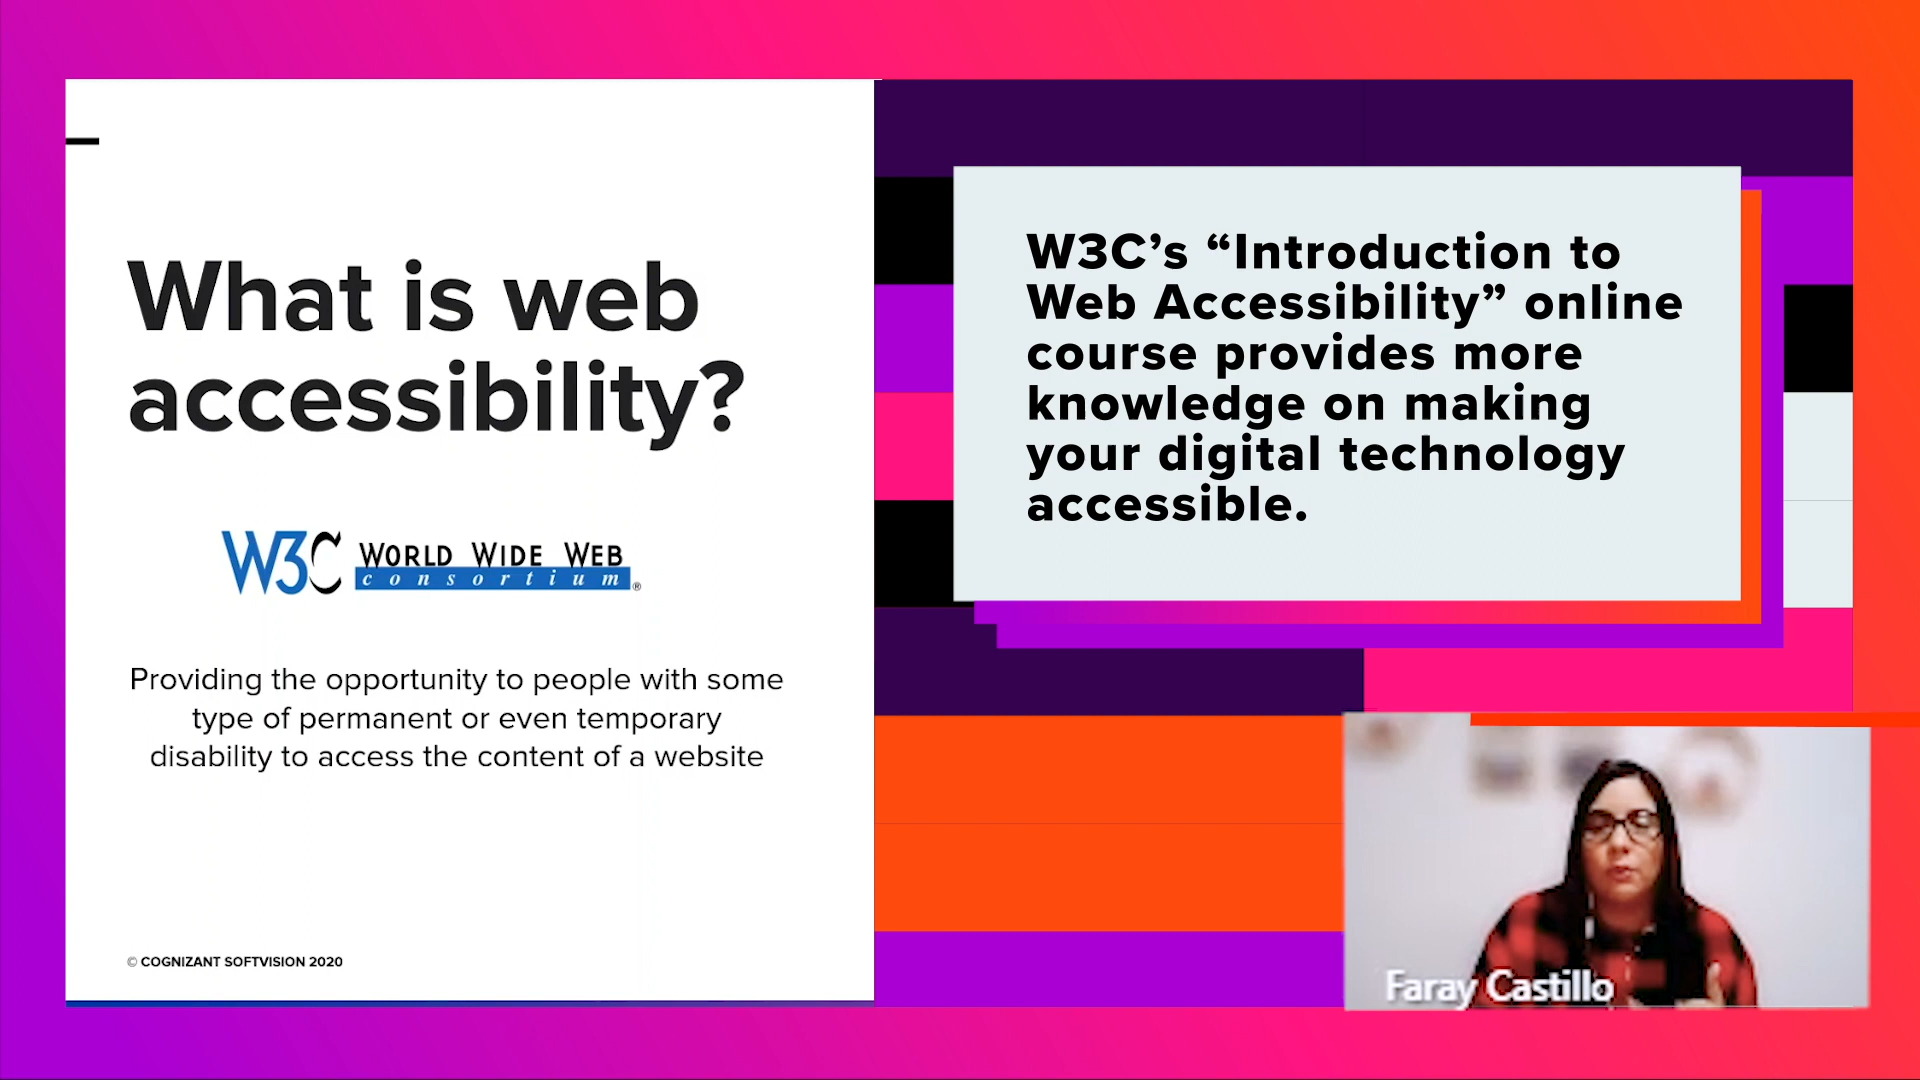 What is web
accessibility?
W3C WORLD WIDE WEB
consortium ®
Providing the opportunity to people with some
type of permanent or even temporary
disability to access the content of a website
© COGNIZANT SOFTVISION 2020
W3C’s “Introduction to
Web Accessibility” online
course provides more
knowledge on making
your digital technology
accessible.
Faray Castillo